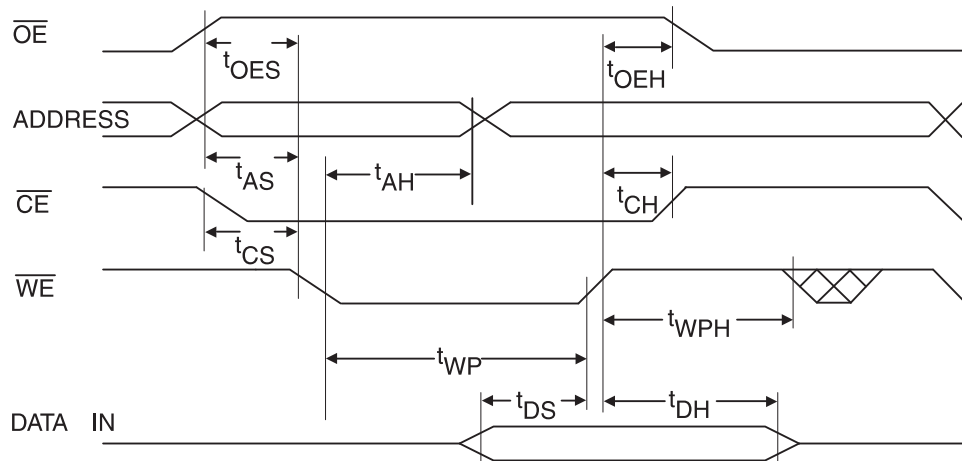 OE
tOES
tOEH
ADDRESS
tAS
tAH
CE
tCH
tCS
WE
tWPH
tWP
tDS
tDH
DATA IN